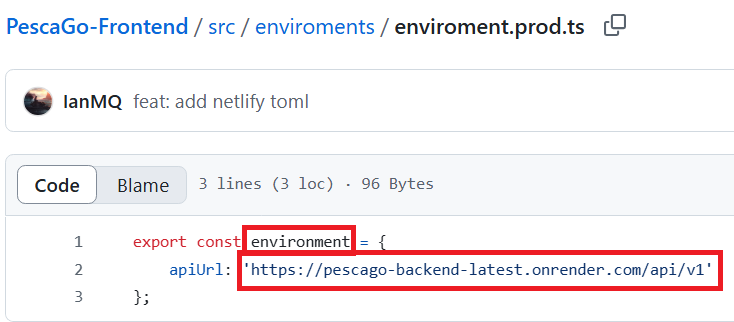 PescaGo-Frontend / src / enviroments / enviroment.prod.ts
IanMQ feat: add netlify toml
Code Blame 3 lines (3 loc) · 96 Bytes
1 export const environment = {
2 apiUrl: 'https://pescago-backend-latest.onrender.com/api/v1'
3 };